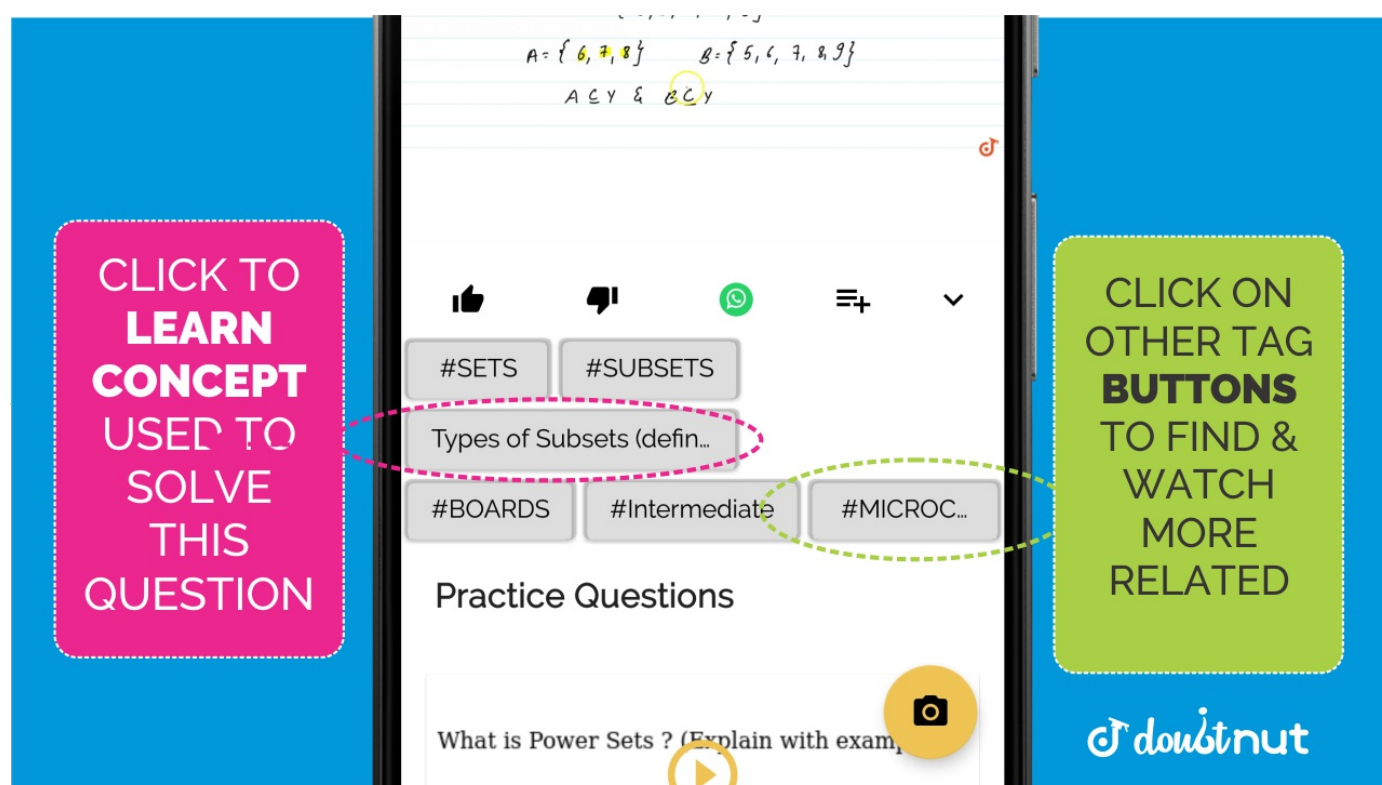 A = { 6, 7, 8} B = { 5, 6, 7, 8, 9}
A ⊆ Y & B ⊆ Y
CLICK TO
LEARN
CONCEPT
USED TO
SOLVE
THIS
QUESTION
#SETS #SUBSETS
Types of Subsets (defin...
#BOARDS #Intermediate #MICROC...
Practice Questions
What is Power Sets ? (Explain with exam
CLICK ON
OTHER TAG
BUTTONS
TO FIND &
WATCH
MORE
RELATED
doubtnut